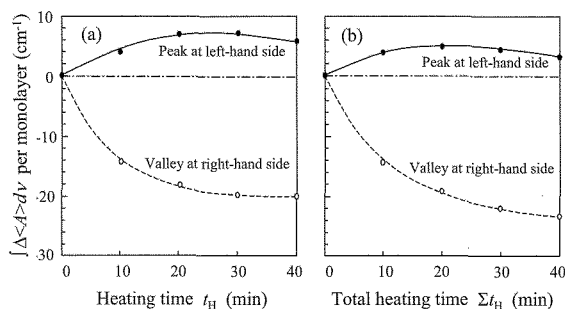 ∫Δ<A>dν per monolayer (cm⁻¹)
10
0
-10
-20
-30
(a)
Peak at left-hand side
Valley at right-hand side
0 10 20 30 40
Heating time t_H (min)
(b)
Peak at left-hand side
Valley at right-hand side
0 10 20 30 40
Total heating time Σt_H (min)